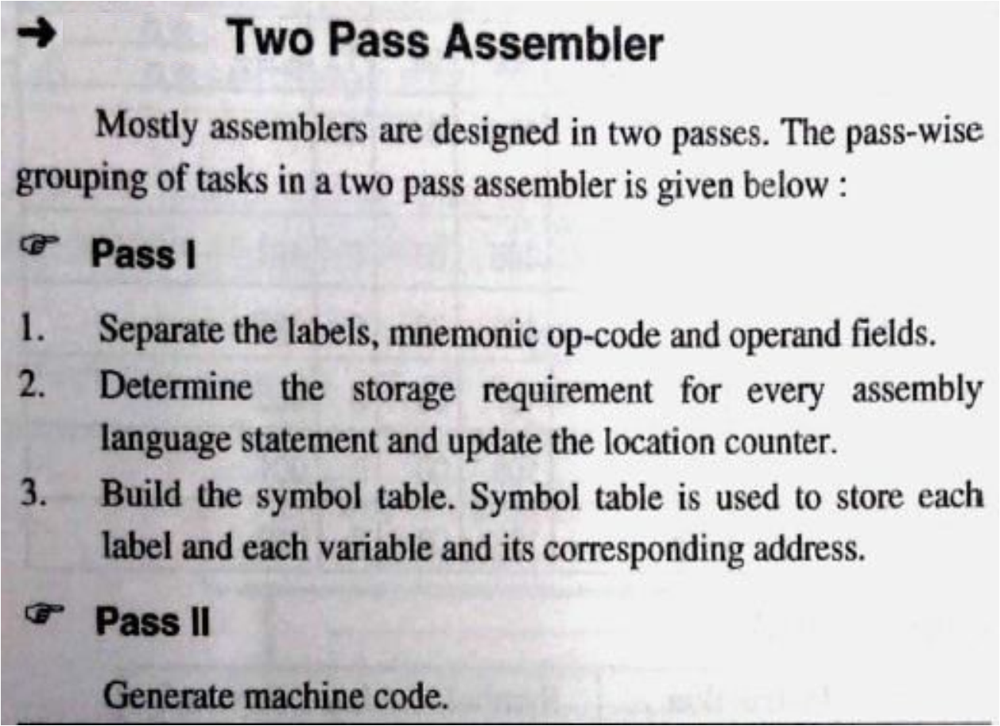 ➔ Two Pass Assembler
Mostly assemblers are designed in two passes. The pass-wise
grouping of tasks in a two pass assembler is given below :
☞ Pass I
1. Separate the labels, mnemonic op-code and operand fields.
2. Determine the storage requirement for every assembly
language statement and update the location counter.
3. Build the symbol table. Symbol table is used to store each
label and each variable and its corresponding address.
☞ Pass II
Generate machine code.